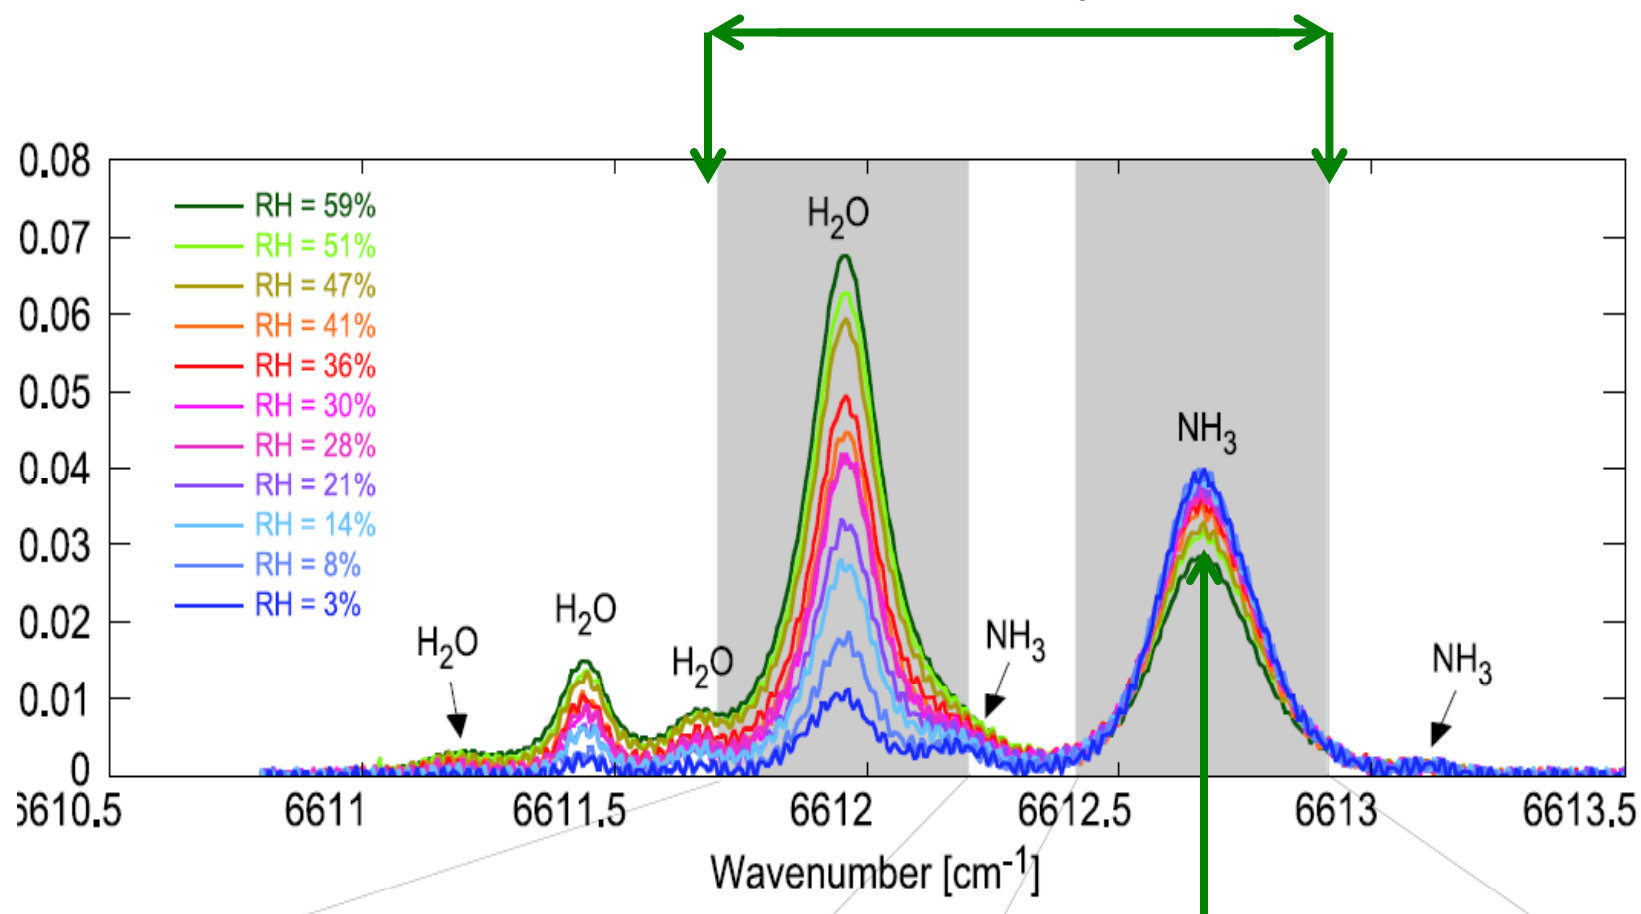 0.08
0.07
0.06
0.05
0.04
0.03
0.02
0.01
0
RH = 59%
RH = 51%
RH = 47%
RH = 41%
RH = 36%
RH = 30%
RH = 28%
RH = 21%
RH = 14%
RH = 8%
RH = 3%
H₂O
H₂O
H₂O
H₂O
NH₃
NH₃
NH₃
6610.5 6611 6611.5 6612 6612.5 6613 6613.5
Wavenumber [cm⁻¹]